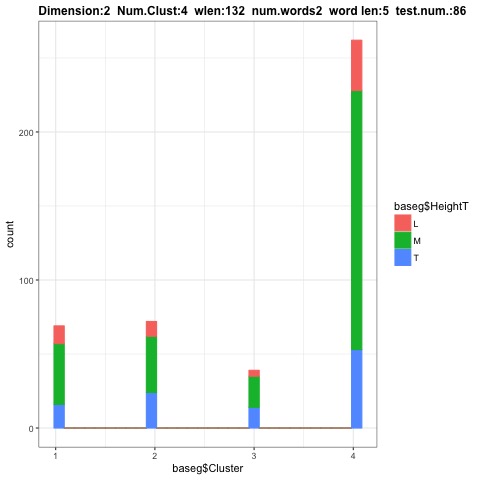 Dimension:2 Num.Clust:4 wlen:132 num.words2 word len:5 test.num.:86
200
100
0
count
1 2 3 4
baseg$Cluster
baseg$HeightT
L
M
T